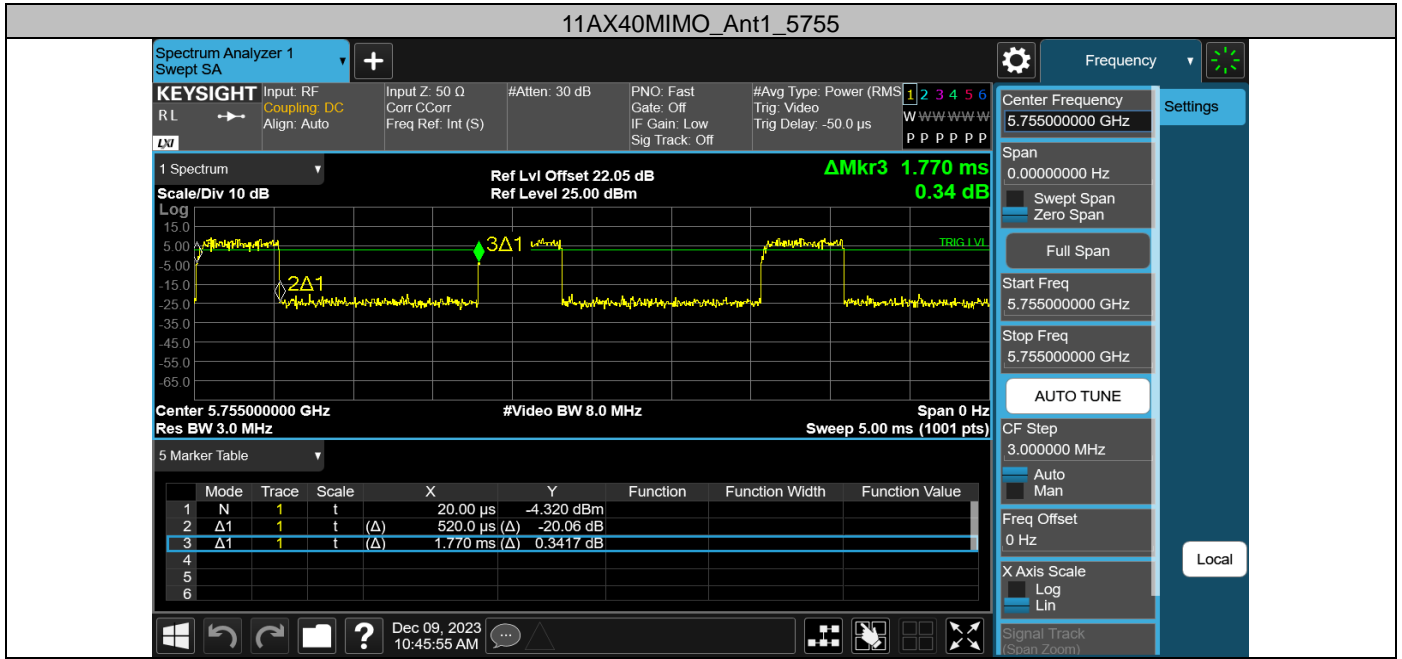 11AX40MIMO_Ant1_5755
Spectrum Analyzer 1
Swept SA
Frequency
KEYSIGHT
RL
LXI
Input: RF
Coupling: DC
Align: Auto
Input Z: 50 Ω
Corr CCorr
Freq Ref: Int (S)
#Atten: 30 dB
PNO: Fast
Gate: Off
IF Gain: Low
Sig Track: Off
#Avg Type: Power (RMS
Trig: Video
Trig Delay: -50.0 µs
1 2 3 4 5 6
W W W W W W
P P P P P P
1 Spectrum
Scale/Div 10 dB
Log
Ref Lvl Offset 22.05 dB
Ref Level 25.00 dBm
ΔMkr3 1.770 ms
0.34 dB
15.0
5.00
-5.00
-15.0
-25.0
-35.0
-45.0
-55.0
-65.0
2Δ1
3Δ1
TRIG LVL
Center 5.755000000 GHz
#Video BW 8.0 MHz
Span 0 Hz
Res BW 3.0 MHz
Sweep 5.00 ms (1001 pts)
5 Marker Table
Mode Trace Scale X Y Function Function Width Function Value
1 N 1 t 20.00 µs -4.320 dBm
2 Δ1 1 t (Δ) 520.0 µs (Δ) -20.06 dB
3 Δ1 1 t (Δ) 1.770 ms (Δ) 0.3417 dB
4
5
6
Dec 09, 2023
10:45:55 AM
Center Frequency
5.755000000 GHz
Span
0.00000000 Hz
Swept Span
Zero Span
Full Span
Start Freq
5.755000000 GHz
Stop Freq
5.755000000 GHz
AUTO TUNE
CF Step
3.000000 MHz
Auto
Man
Freq Offset
0 Hz
X Axis Scale
Log
Lin
Signal Track
(Span Zoom)
Settings
Local